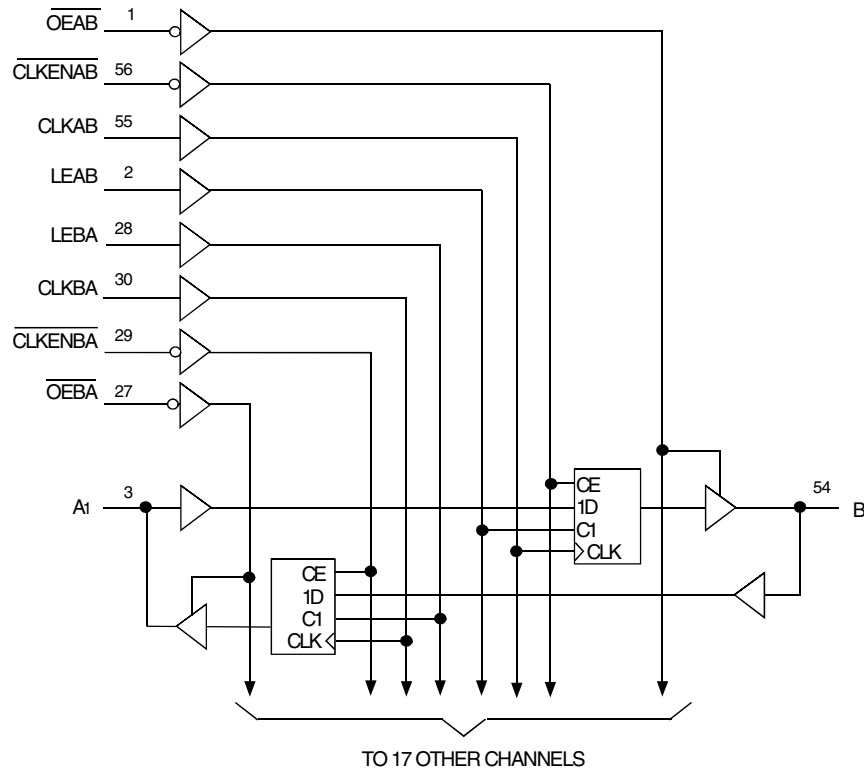 OEAB 1
CLKENAB 56
CLKAB 55
LEAB 2
LEBA 28
CLKBA 30
CLKENBA 29
OEBA 27
A1 3
CE
1D
C1
CLK
54 B
CE
1D
C1
CLK
TO 17 OTHER CHANNELS